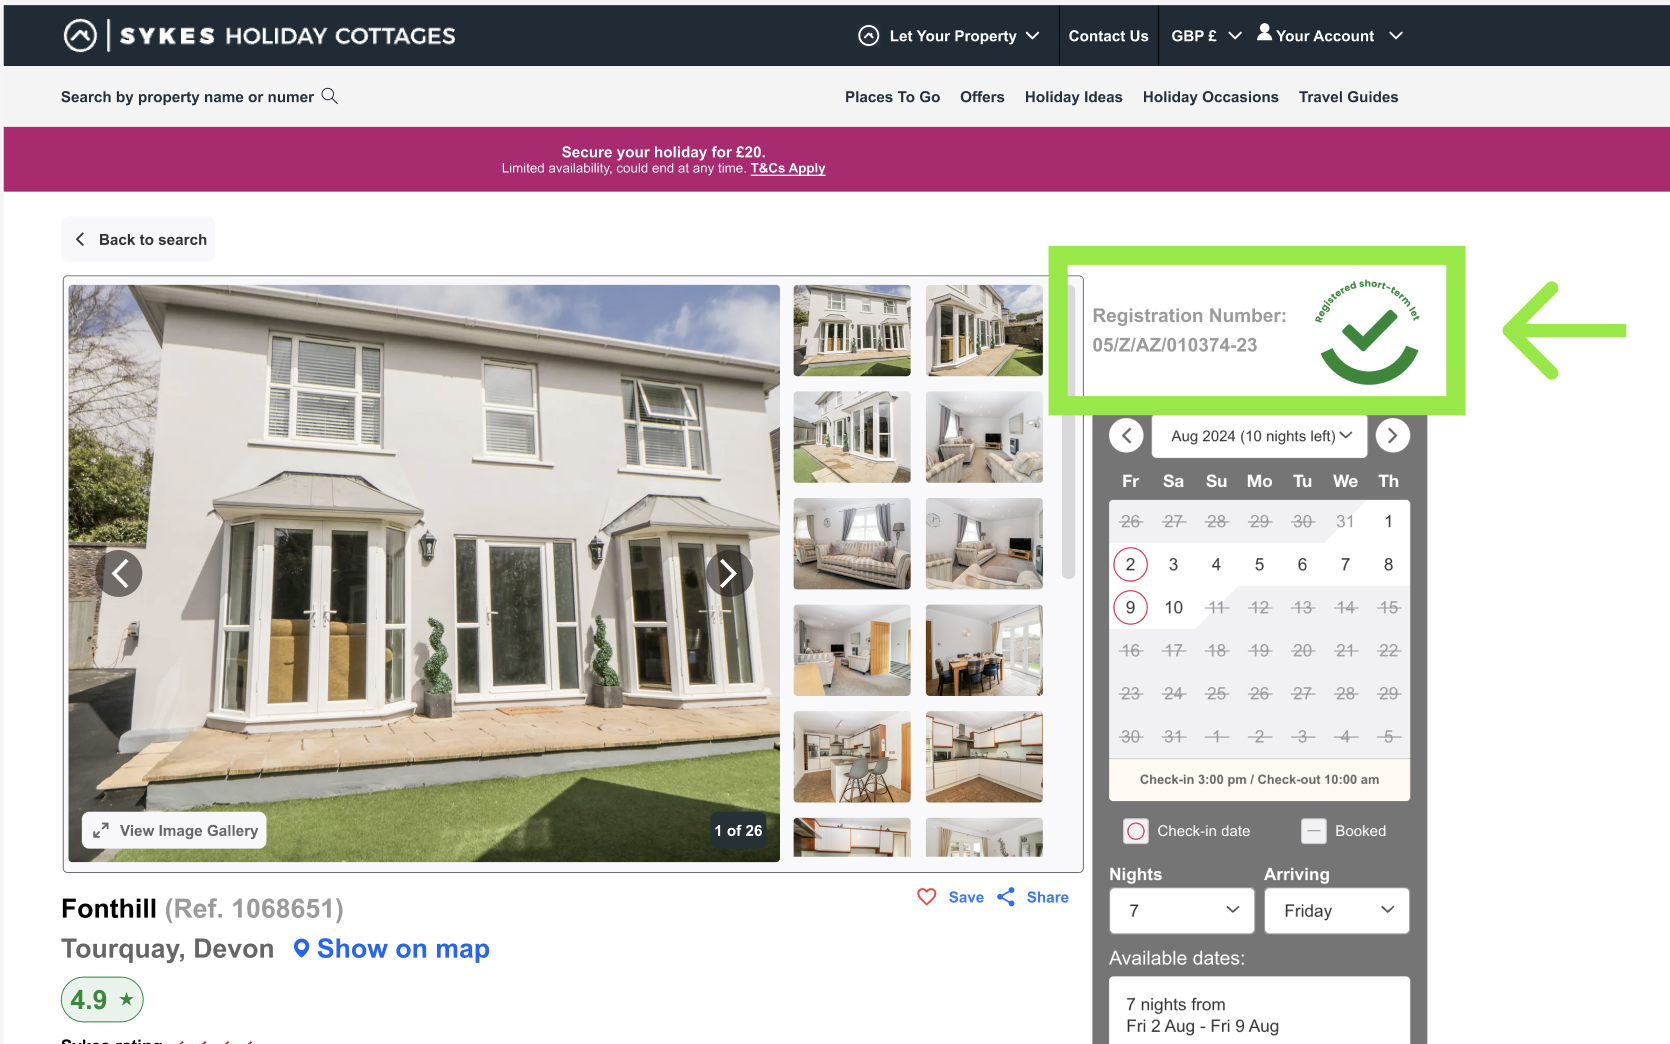 SYKES HOLIDAY COTTAGES
Let Your Property
Contact Us
GBP £
Your Account
Search by property name or numer
Places To Go
Offers
Holiday Ideas
Holiday Occasions
Travel Guides
Secure your holiday for £20.
Limited availability, could end at any time. T&Cs Apply
Back to search
Registration Number:
05/Z/AZ/010374-23
Registered short-term let
Aug 2024 (10 nights left)
Fr Sa Su Mo Tu We Th
26 27 28 29 30 31 1
2 3 4 5 6 7 8
9 10 11 12 13 14 15
16 17 18 19 20 21 22
23 24 25 26 27 28 29
30 31 1 2 3 4 5
Check-in 3:00 pm / Check-out 10:00 am
Check-in date
Booked
View Image Gallery
1 of 26
Nights
Arriving
7
Friday
Available dates:
7 nights from
Fri 2 Aug - Fri 9 Aug
Save
Share
Fonthill (Ref. 1068651)
Tourquay, Devon
Show on map
4.9
Sykes rating